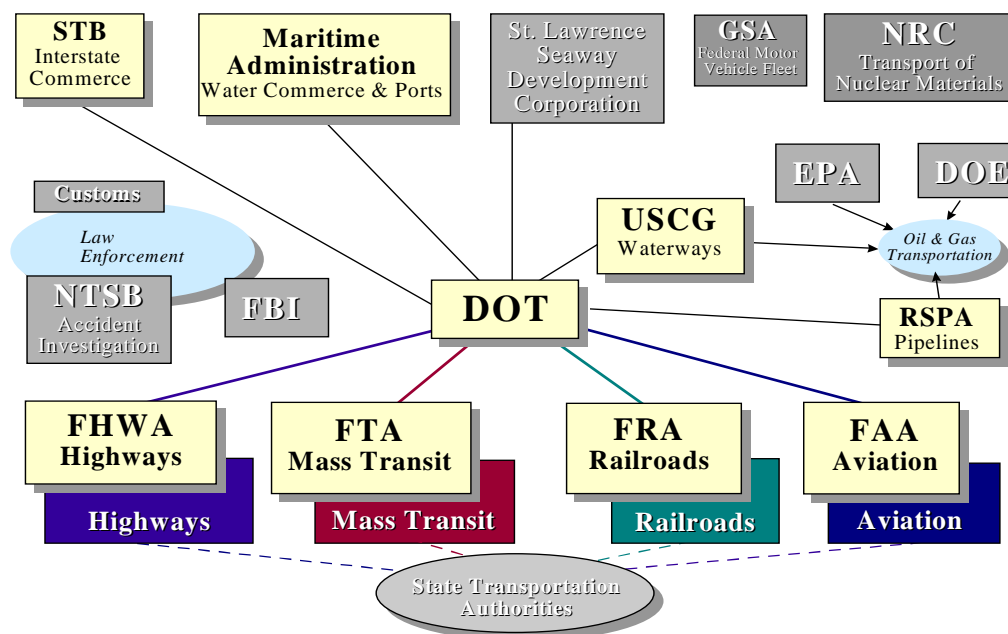 STB
Interstate
Commerce
Maritime
Administration
Water Commerce & Ports
St. Lawrence
Seaway
Development
Corporation
GSA
Federal Motor
Vehicle Fleet
NRC
Transport of
Nuclear Materials
Customs
Law
Enforcement
NTSB
Accident
Investigation
FBI
USCG
Waterways
EPA
DOE
Oil & Gas
Transportation
DOT
RSPA
Pipelines
FHWA
Highways
FTA
Mass Transit
FRA
Railroads
FAA
Aviation
Highways
Mass Transit
Railroads
Aviation
State Transportation
Authorities